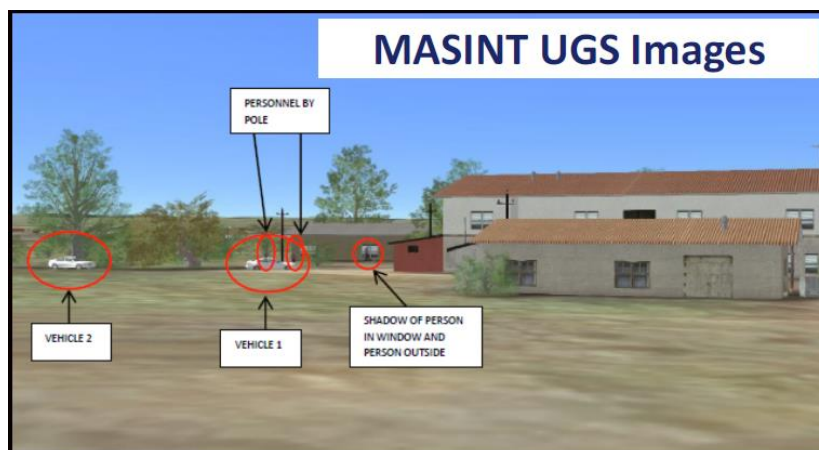 MASINT UGS Images
PERSONNEL BY
POLE
VEHICLE 2
VEHICLE 1
SHADOW OF PERSON
IN WINDOW AND
PERSON OUTSIDE